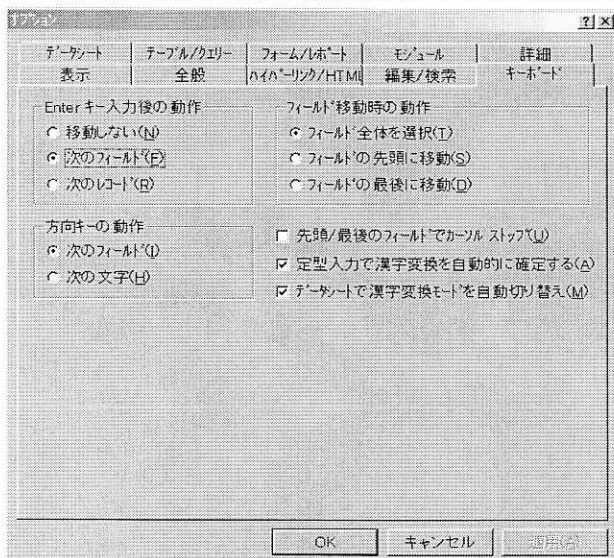 オプション
データシート テーブル/クエリー フォーム/レポート モジュール 詳細
表示 全般 ハイパーリンク/HTML 編集/検索 キーボード
Enter キー入力後の動作
移動しない(N)
次のフィールド(F)
次のレコード(R)
フィールド移動時の動作
フィールド全体を選択(T)
フィールドの先頭に移動(S)
フィールドの最後に移動(D)
方向キーの動作
次のフィールド(I)
次の文字(H)
先頭/最後のフィールドでカーソル ストップ(U)
定型入力で漢字変換を自動的に確定する(A)
データシートで漢字変換モードを自動切り替え(M)
OK キャンセル 適用(A)